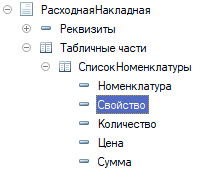 РасходнаяНакладная
Реквизиты
Табличные части
СписокНоменклатуры
Номенклатура
Свойство
Количество
Цена
Сумма